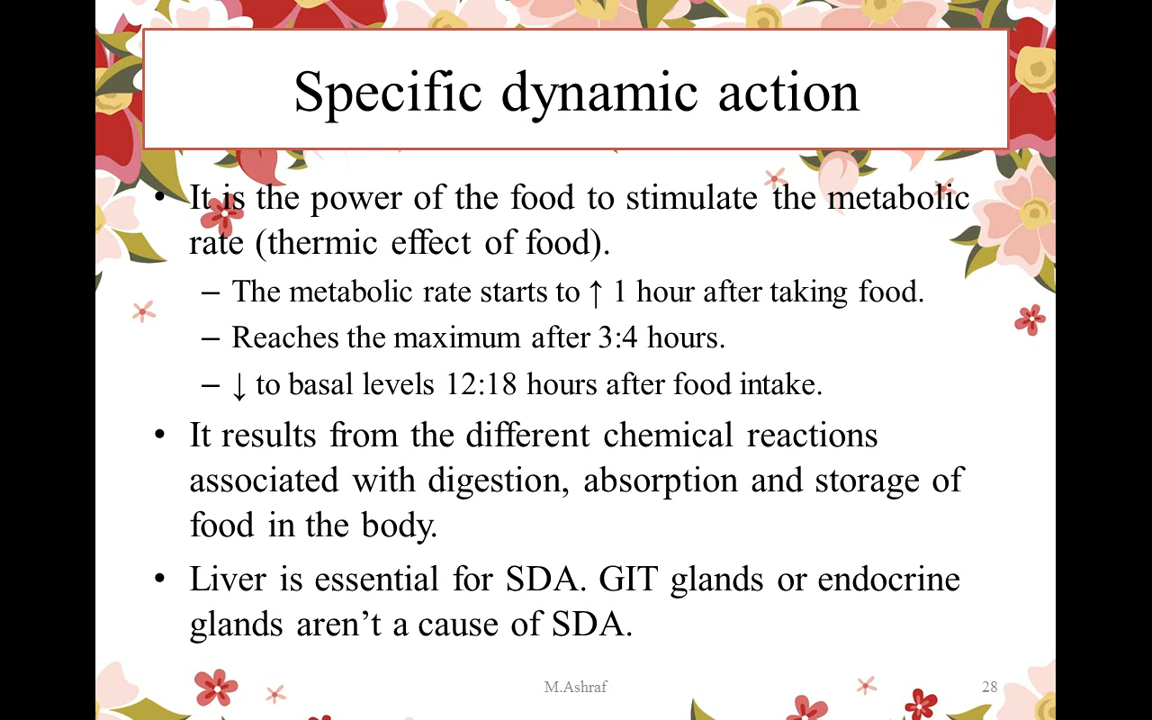 Specific dynamic action
• It is the power of the food to stimulate the metabolic
rate (thermic effect of food).
– The metabolic rate starts to ↑ 1 hour after taking food.
– Reaches the maximum after 3:4 hours.
– ↓ to basal levels 12:18 hours after food intake.
• It results from the different chemical reactions
associated with digestion, absorption and storage of
food in the body.
• Liver is essential for SDA. GIT glands or endocrine
glands aren’t a cause of SDA.
M.Ashraf
28